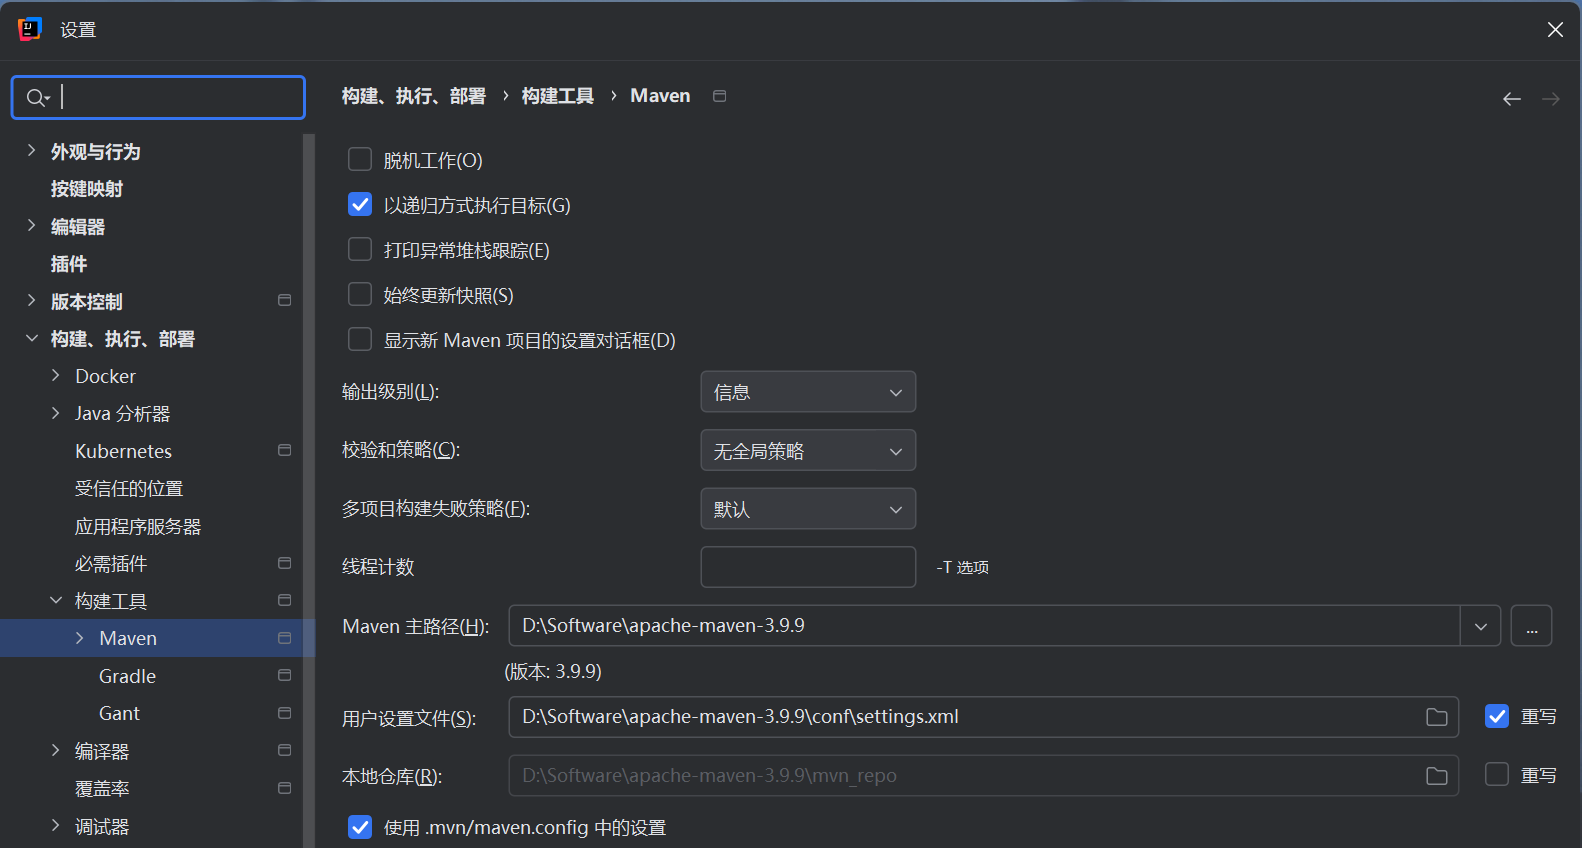 设置
外观与行为
按键映射
编辑器
插件
版本控制
构建、执行、部署
Docker
Java 分析器
Kubernetes
受信任的位置
应用程序服务器
必需插件
构建工具
Maven
Gradle
Gant
编译器
覆盖率
调试器
构建、执行、部署 › 构建工具 › Maven
脱机工作(O)
以递归方式执行目标(G)
打印异常堆栈跟踪(E)
始终更新快照(S)
显示新 Maven 项目的设置对话框(D)
输出级别(L): 信息
校验和策略(C): 无全局策略
多项目构建失败策略(F): 默认
线程计数 -T 选项
Maven 主路径(H): D:\Software\apache-maven-3.9.9 ...
(版本: 3.9.9)
用户设置文件(S): D:\Software\apache-maven-3.9.9\conf\settings.xml 重写
本地仓库(R): D:\Software\apache-maven-3.9.9\mvn_repo 重写
使用 .mvn/maven.config 中的设置